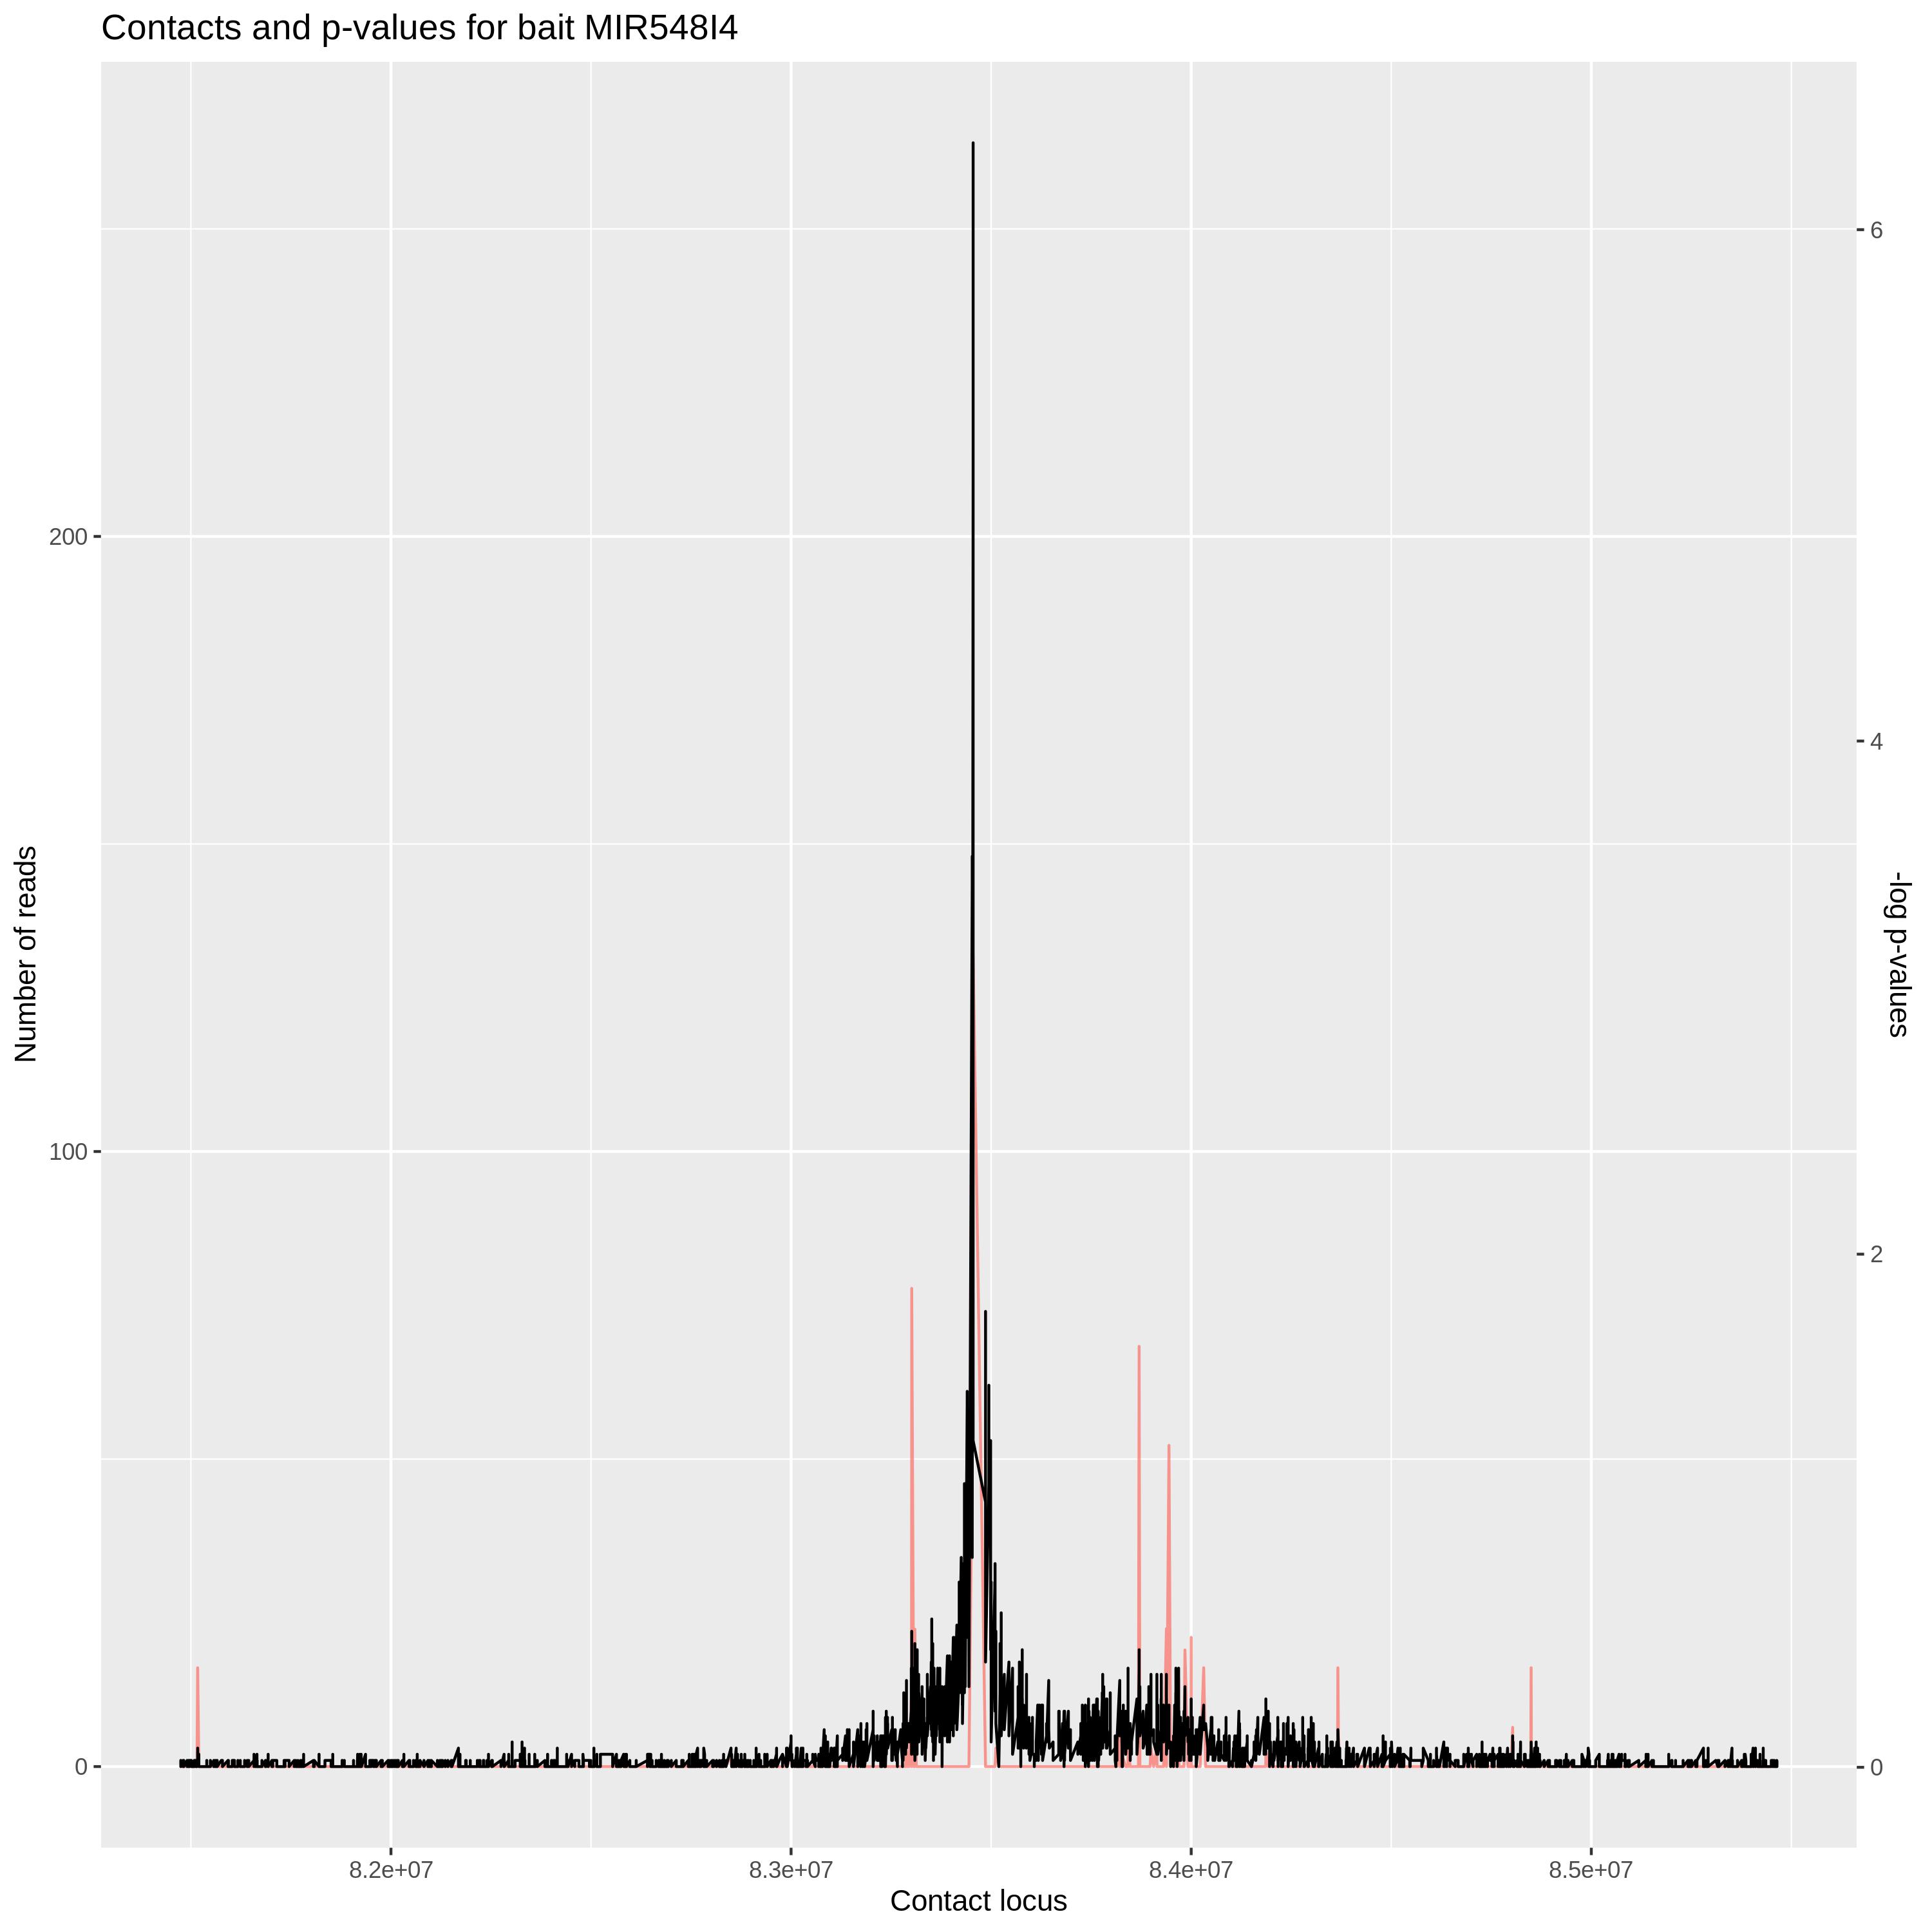 Contacts and p-values for bait MIR548I4
Number of reads
200
100
0
6
4
2
0
-log p-values
8.2e+07
8.3e+07
8.4e+07
8.5e+07
Contact locus